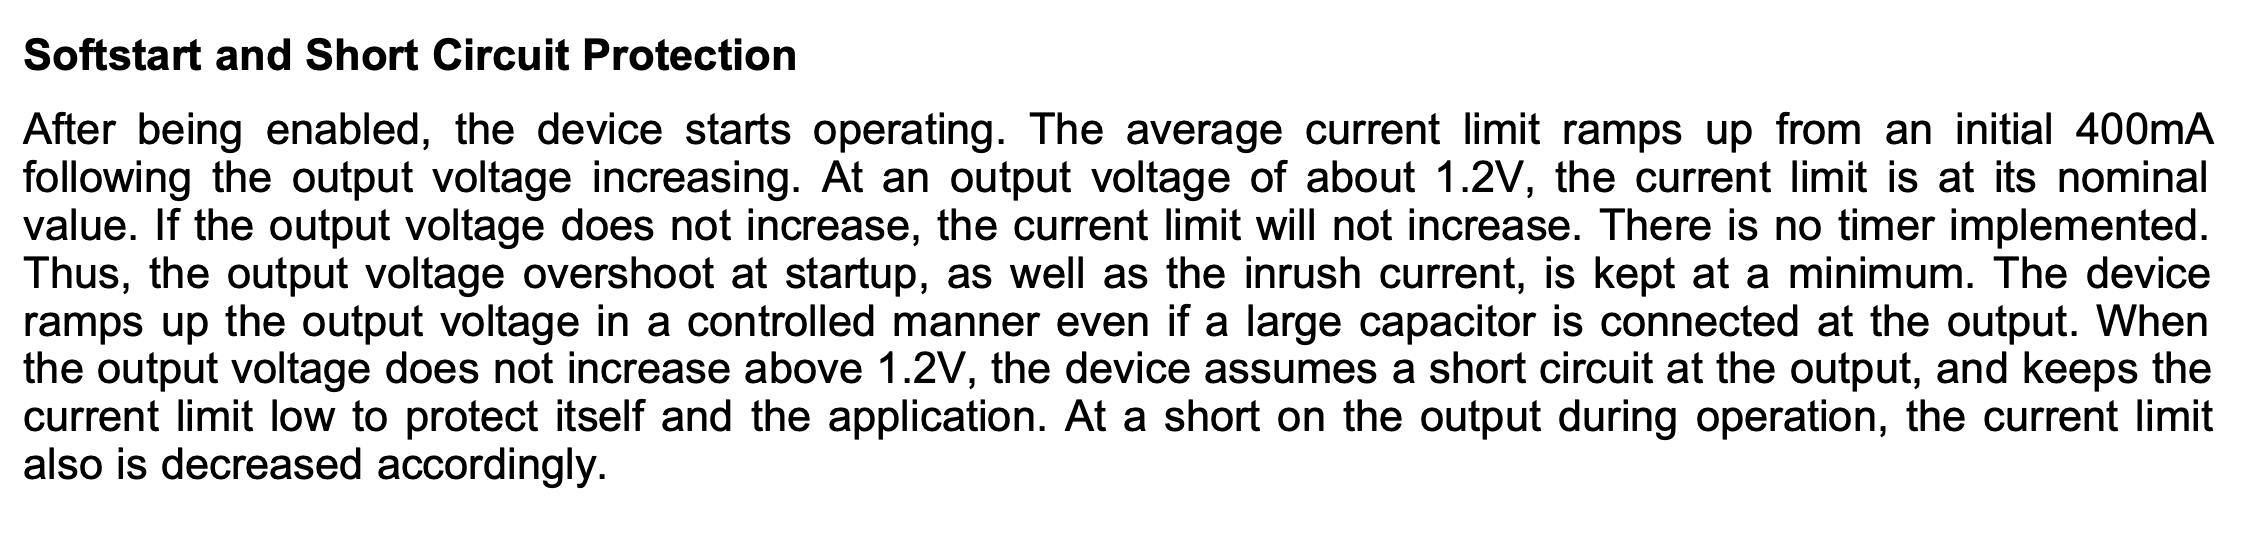 Softstart and Short Circuit Protection
After being enabled, the device starts operating. The average current limit ramps up from an initial 400mA
following the output voltage increasing. At an output voltage of about 1.2V, the current limit is at its nominal
value. If the output voltage does not increase, the current limit will not increase. There is no timer implemented.
Thus, the output voltage overshoot at startup, as well as the inrush current, is kept at a minimum. The device
ramps up the output voltage in a controlled manner even if a large capacitor is connected at the output. When
the output voltage does not increase above 1.2V, the device assumes a short circuit at the output, and keeps the
current limit low to protect itself and the application. At a short on the output during operation, the current limit
also is decreased accordingly.